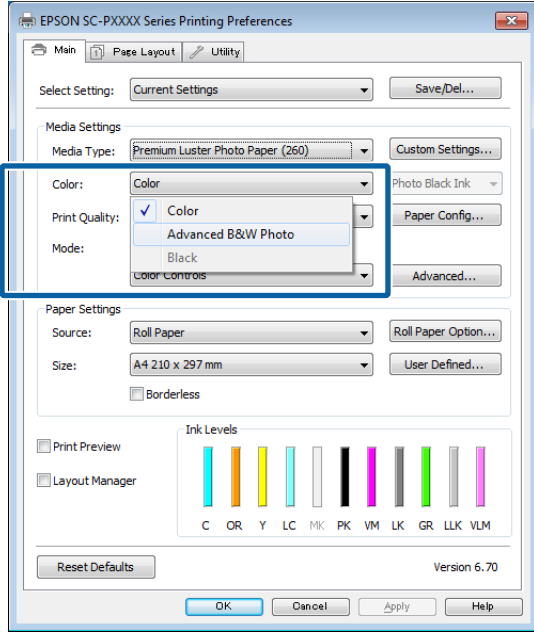 EPSON SC-PXXXX Series Printing Preferences
Main Page Layout Utility
Select Setting: Current Settings Save/Del...
Media Settings
Media Type: Premium Luster Photo Paper (260) Custom Settings...
Color: Color Photo Black Ink
Color
Print Quality: Paper Config...
Advanced B&W Photo
Mode:
Black
Color Controls Advanced...
Paper Settings
Source: Roll Paper Roll Paper Option...
Size: A4 210 x 297 mm User Defined...
Borderless
Ink Levels
Print Preview
Layout Manager
C OR Y LC MK PK VM LK GR LLK VLM
Reset Defaults Version 6.70
OK Cancel Apply Help